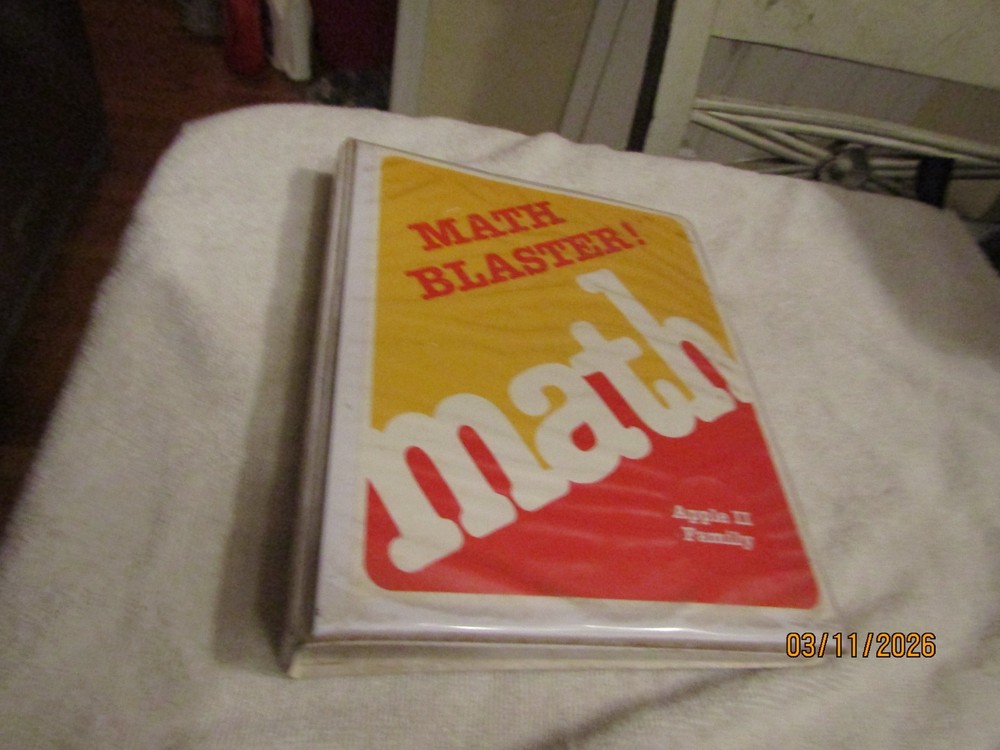 MATH
BLASTER!
math
Apple II
Family
03/11/2026